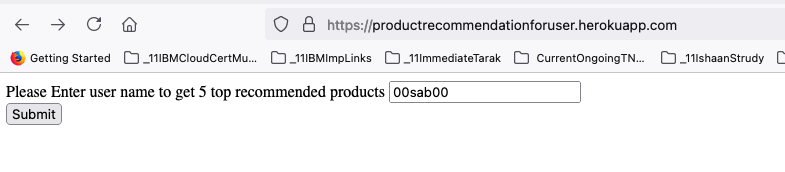 https://productrecommendationforuser.herokuapp.com
Getting Started _11IBMCloudCertMu... _11IBMImpLinks _11ImmediateTarak CurrentOngoingTN... _11IshaanStrudy
Please Enter user name to get 5 top recommended products 00sab00
Submit